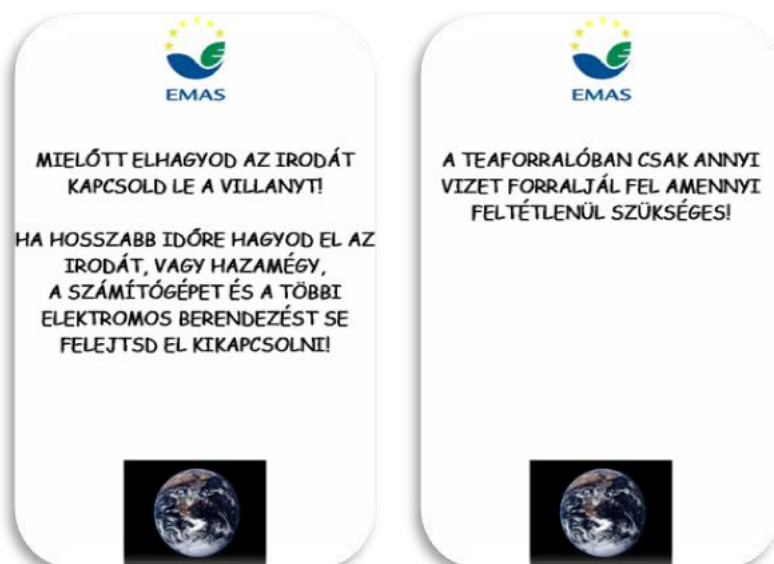 EMAS
MIELŐTT ELHAGYOD AZ IRODÁT
KAPCSOLD LE A VILLANYT!
HA HOSSZABB IDŐRE HAGYOD EL AZ
IRODÁT, VAGY HAZAMÉGY,
A SZÁMÍTÓGÉPET ÉS A TÖBBI
ELEKTROMOS BERENDEZÉST SE
FELEJTSD EL KIKAPCSOLNI!
EMAS
A TEAFORRALÓBAN CSAK ANNYI
VIZET FORRALJÁL FEL AMENNYI
FELTÉTLENÜL SZÜKSÉGES!